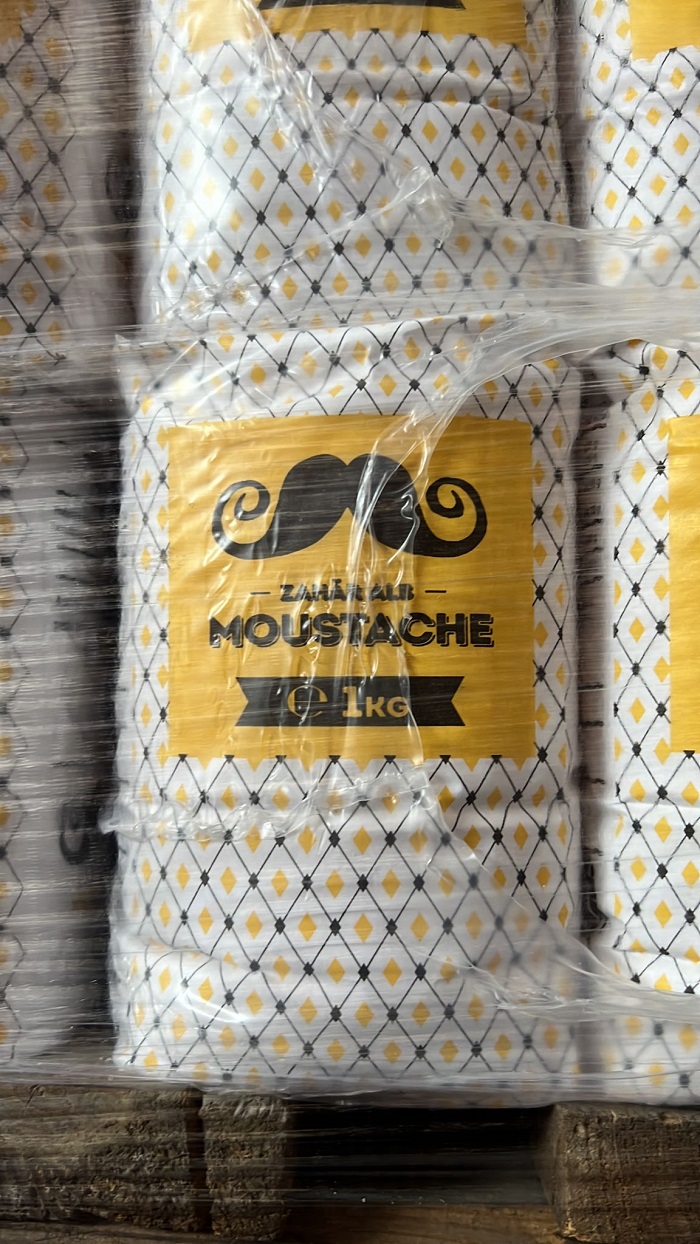 ZAHĂR ALB
MOUSTACHE
℮ 1KG